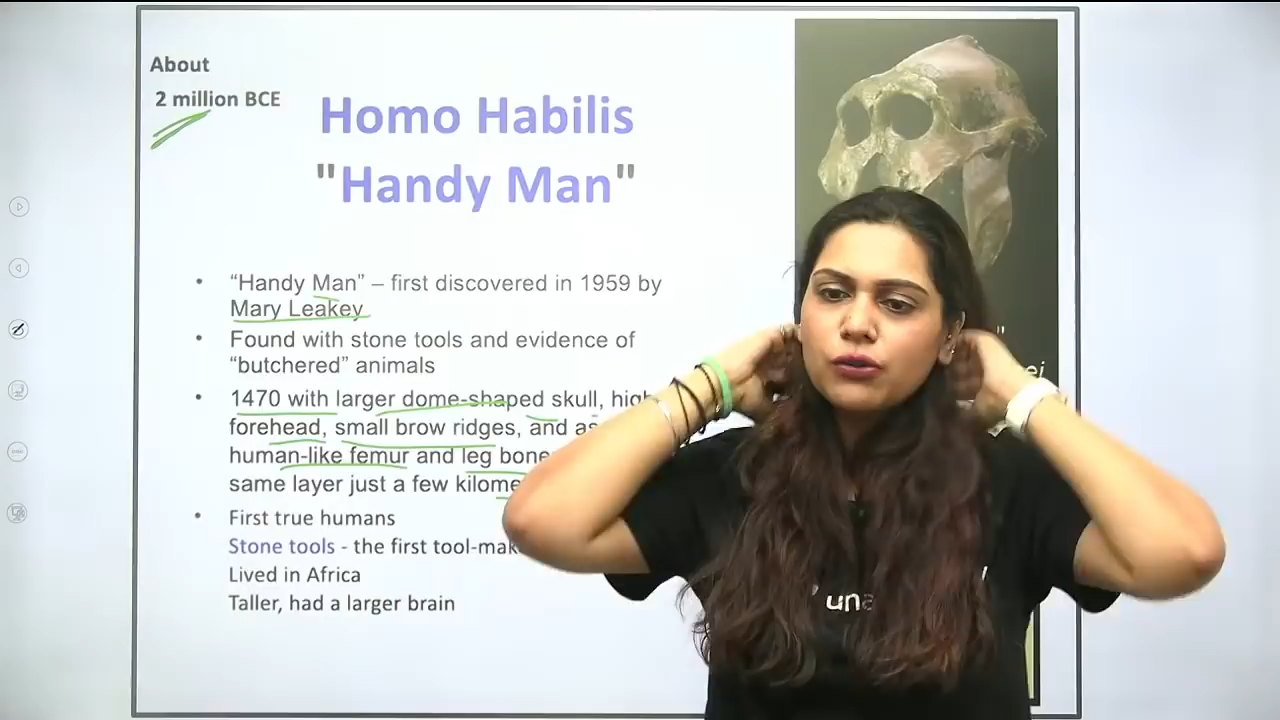 About
2 million BCE
Homo Habilis
"Handy Man"
• “Handy Man” – first discovered in 1959 by
Mary Leakey
• Found with stone tools and evidence of
“butchered” animals
• 1470 with larger dome-shaped skull, high
forehead, small brow ridges, and
human-like femur and leg bone
same layer just a few
• First true humans
Stone tools - the first
Lived in Africa
Taller, had a larger brain